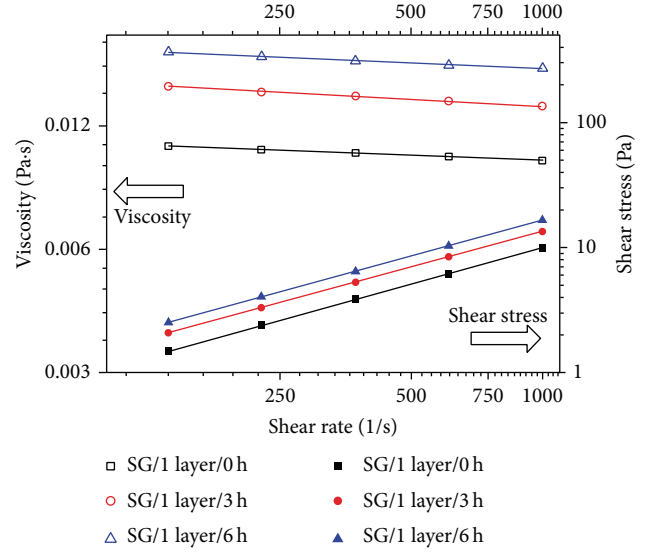 250 500 750 1000
Viscosity (Pa·s)
0.012
0.006
0.003
Viscosity
Shear stress
100
10
1
Shear stress (Pa)
250 500 750 1000
Shear rate (1/s)
SG/1 layer/0 h SG/1 layer/0 h
SG/1 layer/3 h SG/1 layer/3 h
SG/1 layer/6 h SG/1 layer/6 h